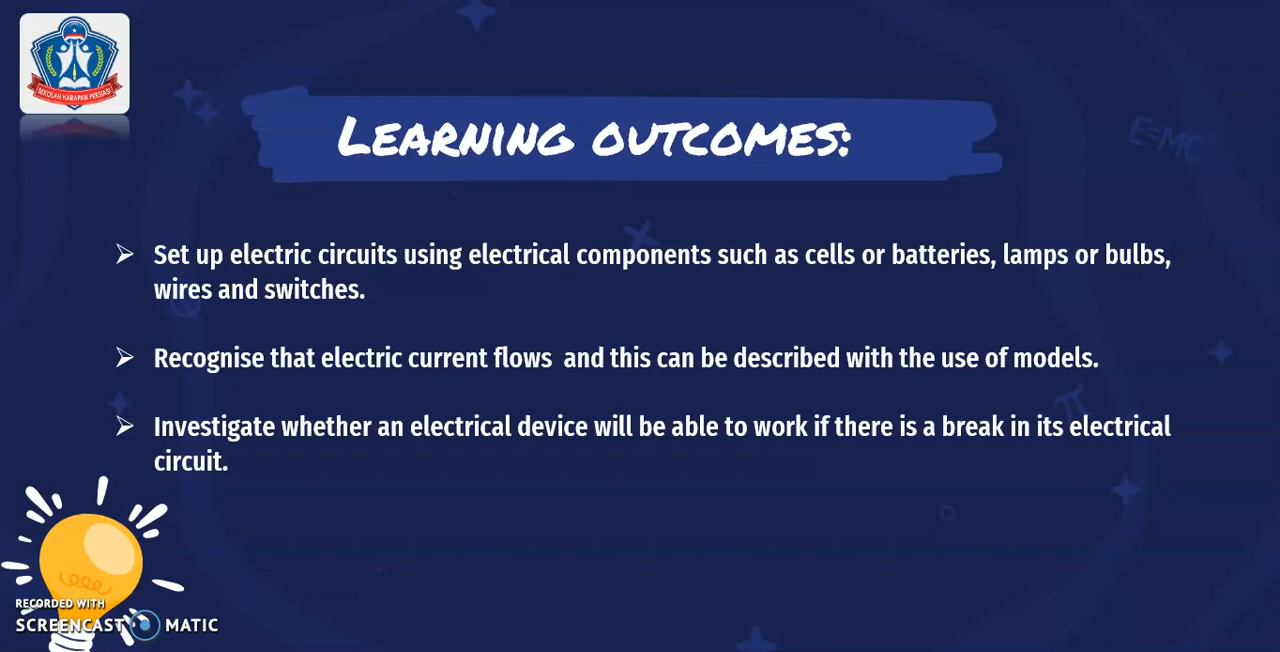 SEKOLAH HARAPAN PRESTASI
LEARNING OUTCOMES:
E=MC
➢ Set up electric circuits using electrical components such as cells or batteries, lamps or bulbs,
wires and switches.
➢ Recognise that electric current flows  and this can be described with the use of models.
π
➢ Investigate whether an electrical device will be able to work if there is a break in its electrical
circuit.
RECORDED WITH
SCREENCAST MATIC